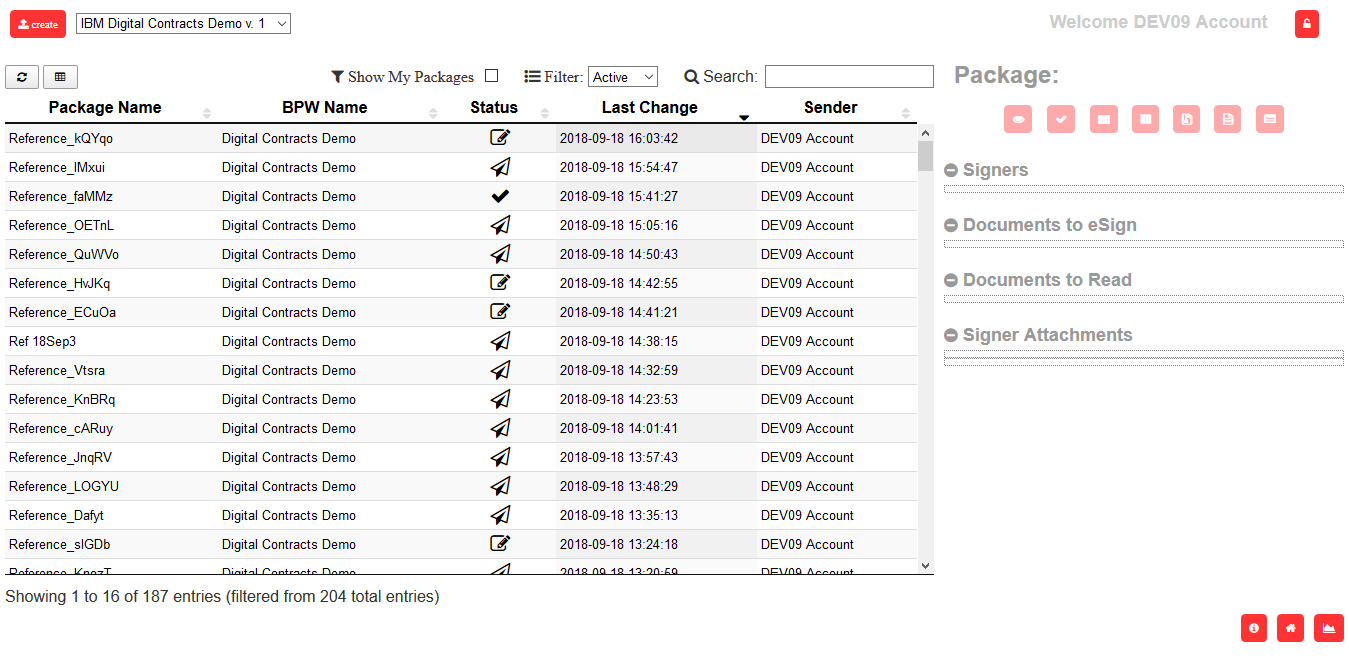 create IBM Digital Contracts Demo v. 1 Welcome DEV09 Account
Show My Packages Filter: Active Search: Package:
Package Name BPW Name Status Last Change Sender
Reference_kQYqo Digital Contracts Demo 2018-09-18 16:03:42 DEV09 Account
Reference_lMxui Digital Contracts Demo 2018-09-18 15:54:47 DEV09 Account
Signers
Reference_faMMz Digital Contracts Demo 2018-09-18 15:41:27 DEV09 Account
Reference_OETnL Digital Contracts Demo 2018-09-18 15:05:16 DEV09 Account
Documents to eSign
Reference_QuWVo Digital Contracts Demo 2018-09-18 14:50:43 DEV09 Account
Reference_HvJKq Digital Contracts Demo 2018-09-18 14:42:55 DEV09 Account
Documents to Read
Reference_ECuOa Digital Contracts Demo 2018-09-18 14:41:21 DEV09 Account
Ref 18Sep3 Digital Contracts Demo 2018-09-18 14:38:15 DEV09 Account
Signer Attachments
Reference_Vtsra Digital Contracts Demo 2018-09-18 14:32:59 DEV09 Account
Reference_KnBRq Digital Contracts Demo 2018-09-18 14:23:53 DEV09 Account
Reference_cARuy Digital Contracts Demo 2018-09-18 14:01:41 DEV09 Account
Reference_JnqRV Digital Contracts Demo 2018-09-18 13:57:43 DEV09 Account
Reference_LOGYU Digital Contracts Demo 2018-09-18 13:48:29 DEV09 Account
Reference_Dafyt Digital Contracts Demo 2018-09-18 13:35:13 DEV09 Account
Reference_slGDb Digital Contracts Demo 2018-09-18 13:24:18 DEV09 Account
Digital Contracts Demo 2018-09-18 13:20:59 DEV09 Account
Showing 1 to 16 of 187 entries (filtered from 204 total entries)